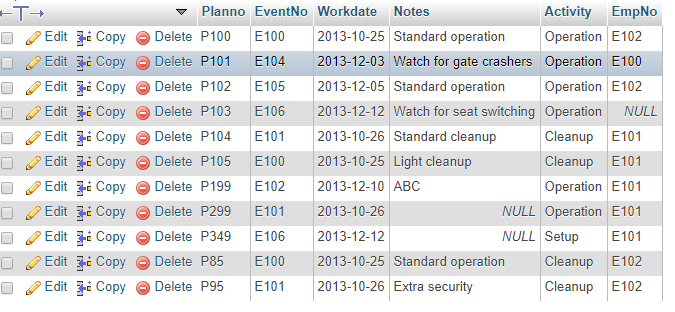 Planno EventNo Workdate Notes Activity EmpNo
Edit Copy Delete P100 E100 2013-10-25 Standard operation Operation E102
Edit Copy Delete P101 E104 2013-12-03 Watch for gate crashers Operation E100
Edit Copy Delete P102 E105 2013-12-05 Standard operation Operation E102
Edit Copy Delete P103 E106 2013-12-12 Watch for seat switching Operation NULL
Edit Copy Delete P104 E101 2013-10-26 Standard cleanup Cleanup E101
Edit Copy Delete P105 E100 2013-10-25 Light cleanup Cleanup E101
Edit Copy Delete P199 E102 2013-12-10 ABC Operation E101
Edit Copy Delete P299 E101 2013-10-26 NULL Operation E101
Edit Copy Delete P349 E106 2013-12-12 NULL Setup E101
Edit Copy Delete P85 E100 2013-10-25 Standard operation Cleanup E102
Edit Copy Delete P95 E101 2013-10-26 Extra security Cleanup E102